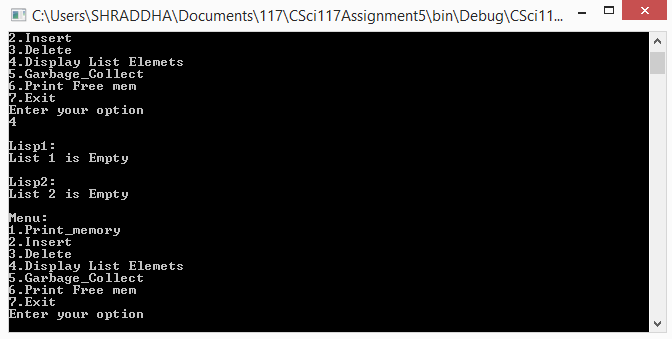 C:\Users\SHRADDHA\Documents\117\CSci117Assignment5\bin\Debug\CSci11...
2.Insert
3.Delete
4.Display List Elemets
5.Garbage_Collect
6.Print Free mem
7.Exit
Enter your option
4
Lisp1:
List 1 is Empty
Lisp2:
List 2 is Empty
Menu:
1.Print_memory
2.Insert
3.Delete
4.Display List Elemets
5.Garbage_Collect
6.Print Free mem
7.Exit
Enter your option